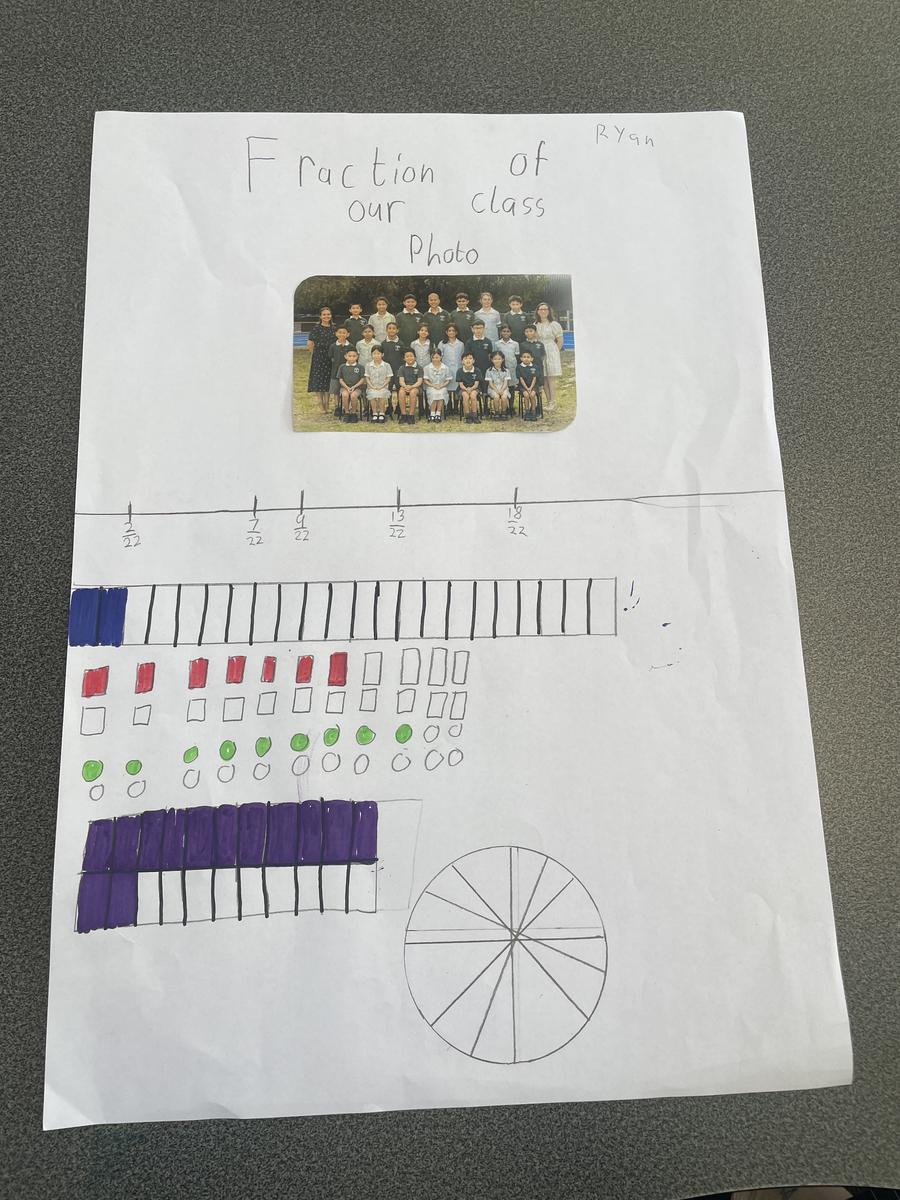 RYan
Fraction of
our class
Photo
2/22 7/22 9/22 13/22 18/22